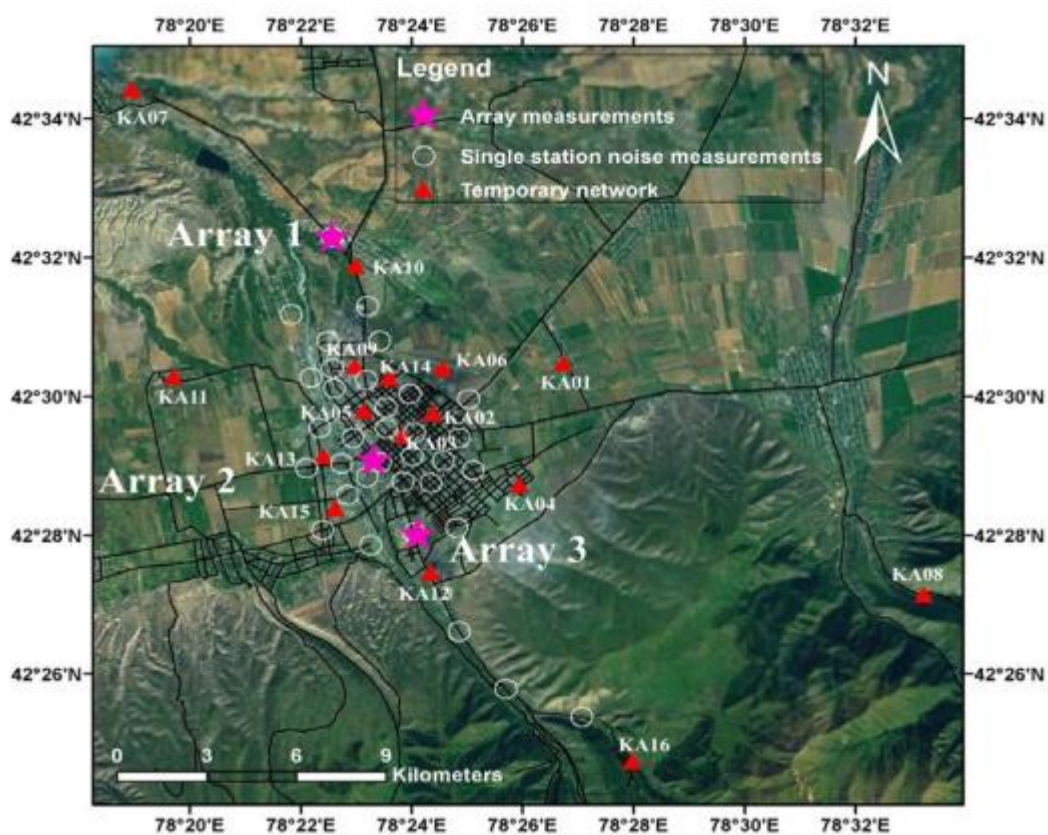 78°20'E 78°22'E 78°24'E 78°26'E 78°28'E 78°30'E 78°32'E
Legend
N
Array measurements
42°34'N 42°34'N
KA07
Single station noise measurements
Temporary network
Array 1
42°32'N 42°32'N
KA10
KA09
KA14 KA06
KA01
KA11
42°30'N 42°30'N
KA05 KA02
KA03
KA13
Array 2
KA04
KA15
42°28'N 42°28'N
Array 3
KA12
KA08
42°26'N 42°26'N
KA16
0 3 6 9
Kilometers
78°20'E 78°22'E 78°24'E 78°26'E 78°28'E 78°30'E 78°32'E